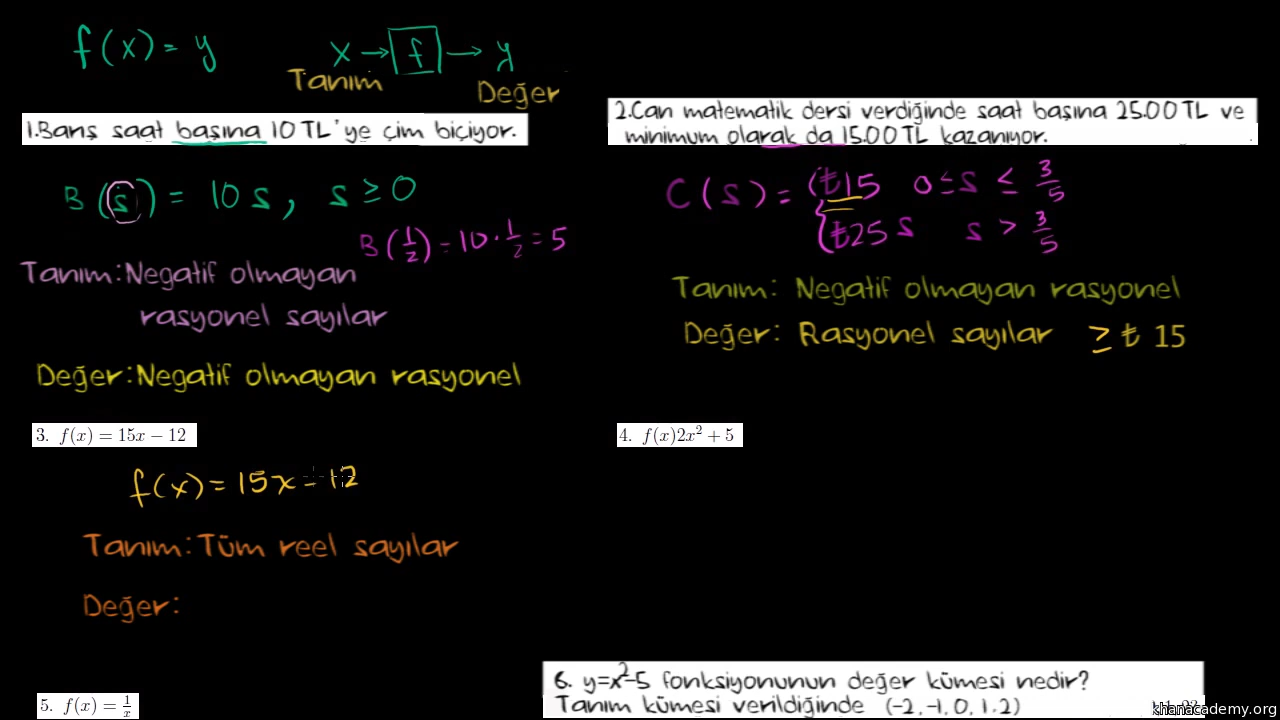 f(x) = y
x → f → y
Tanım
Değer
1.Barış saat başına 10 TL'ye çim biçiyor.
B(s) = 10 s, s ≥ 0
B(1/2) = 10 · 1/2 = 5
Tanım: Negatif olmayan
rasyonel sayılar
Değer: Negatif olmayan rasyonel
2.Can matematik dersi verdiğinde saat başına 25.00 TL ve
minimum olarak da 15.00 TL kazanıyor.
C(s) = { ₺15 0 ≤ s ≤ 3/5
₺25 s s > 3/5
Tanım: Negatif olmayan rasyonel
Değer: Rasyonel sayılar ≥ ₺ 15
3. f(x) = 15x − 12
f(x) = 15x − 12
Tanım: Tüm reel sayılar
Değer:
4. f(x)2x² + 5
5. f(x) = 1/x
6. y=x²-5 fonksiyonunun değer kümesi nedir?
Tanım kümesi verildiğinde (-2,-1,0,1,2)
khanacademy.org